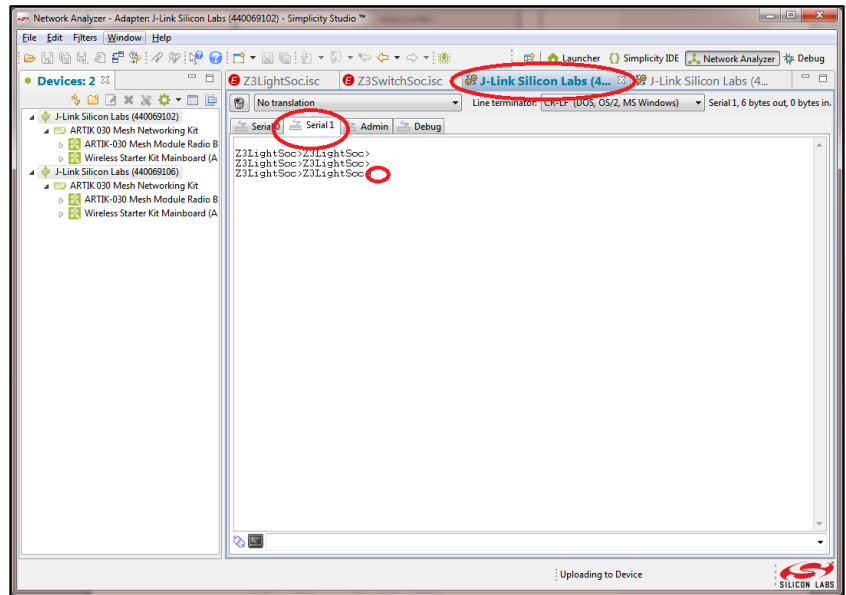 Network Analyzer - Adapter: J-Link Silicon Labs (440069102) - Simplicity Studio ™
File Edit Filters Window Help
Launcher {} Simplicity IDE Network Analyzer Debug
Devices: 2
Z3LightSoc.isc Z3SwitchSoc.isc J-Link Silicon Labs (4... J-Link Silicon Labs (4...
No translation Line terminator: CR-LF (DOS, OS/2, MS Windows) Serial 1, 6 bytes out, 0 bytes in.
Serial 0 Serial 1 Admin Debug
J-Link Silicon Labs (440069102)
ARTIK 030 Mesh Networking Kit
ARTIK-030 Mesh Module Radio B
Wireless Starter Kit Mainboard (A
J-Link Silicon Labs (440069106)
ARTIK 030 Mesh Networking Kit
ARTIK-030 Mesh Module Radio B
Wireless Starter Kit Mainboard (A
Z3LightSoc>Z3LightSoc>
Z3LightSoc>Z3LightSoc>
Z3LightSoc>Z3LightSoc
Uploading to Device
SILICON LABS